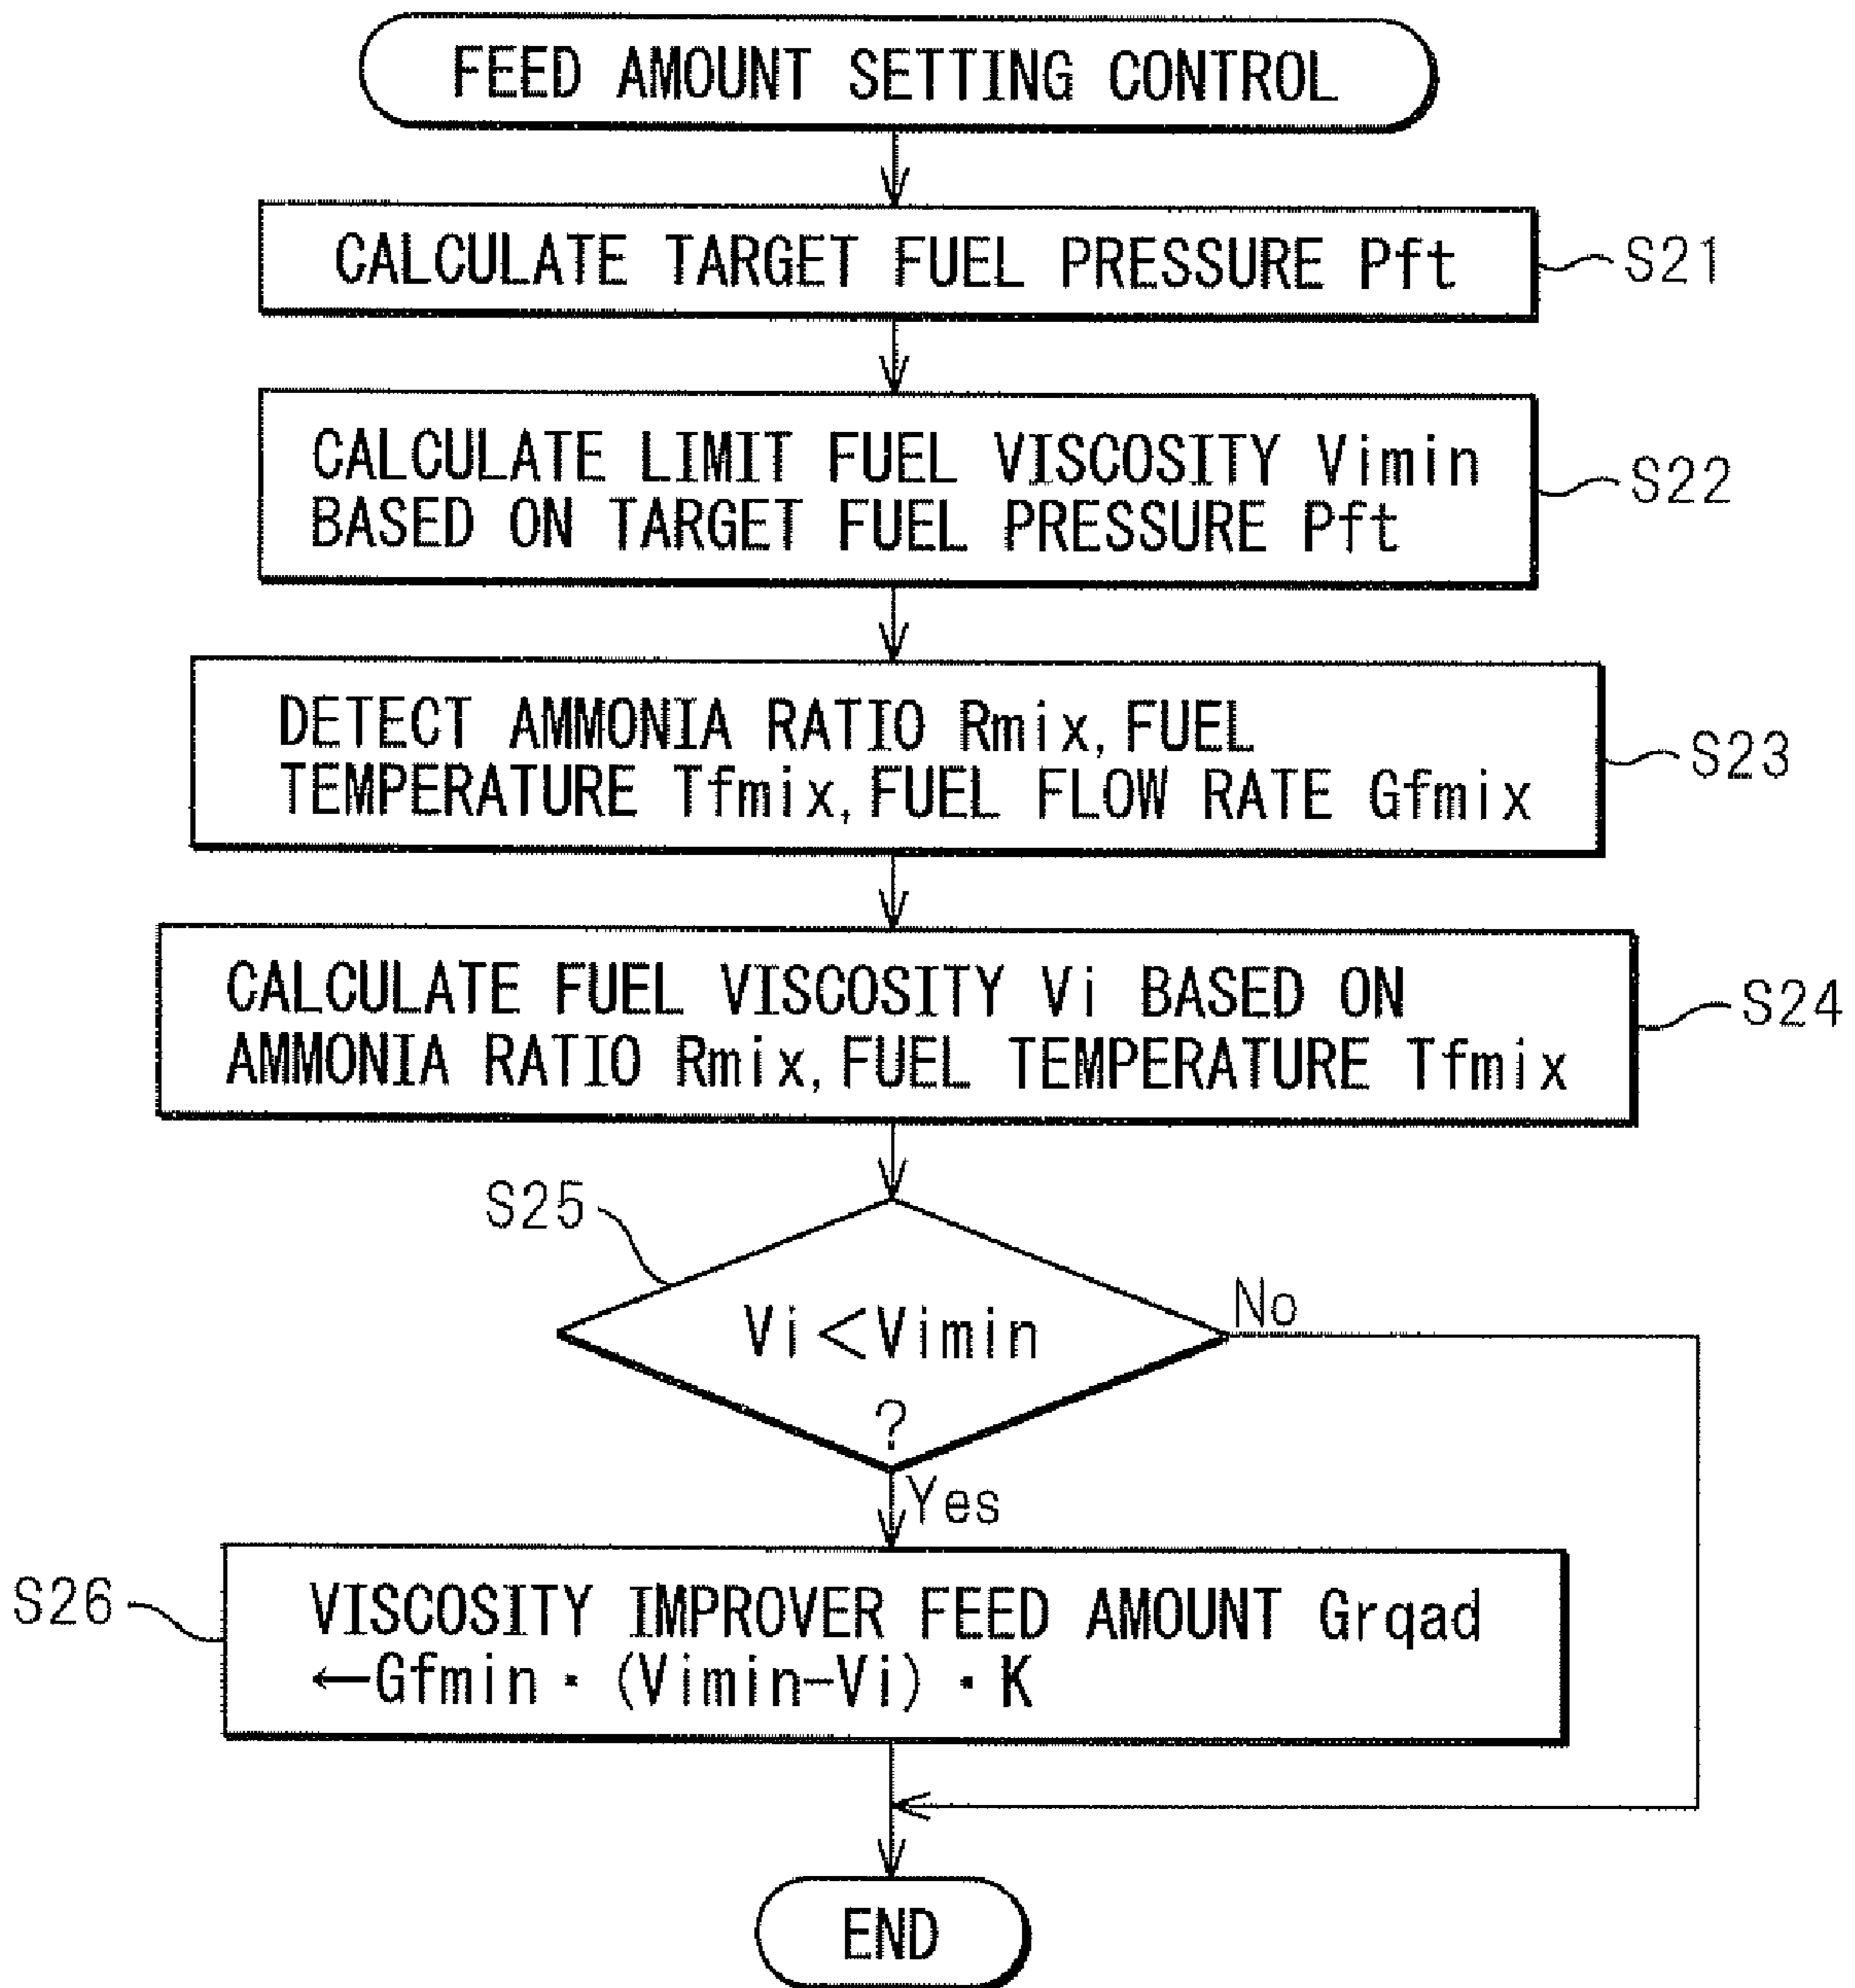 FEED AMOUNT SETTING CONTROL
CALCULATE TARGET FUEL PRESSURE Pft
S21
CALCULATE LIMIT FUEL VISCOSITY Vimin
BASED ON TARGET FUEL PRESSURE Pft
S22
DETECT AMMONIA RATIO Rmix, FUEL
TEMPERATURE Tfmix, FUEL FLOW RATE Gfmix
S23
CALCULATE FUEL VISCOSITY Vi BASED ON
AMMONIA RATIO Rmix, FUEL TEMPERATURE Tfmix
S24
S25
Vi<Vimin
?
No
Yes
S26
VISCOSITY IMPROVER FEED AMOUNT Grqad
←Gfmin・(Vimin-Vi)・K
END